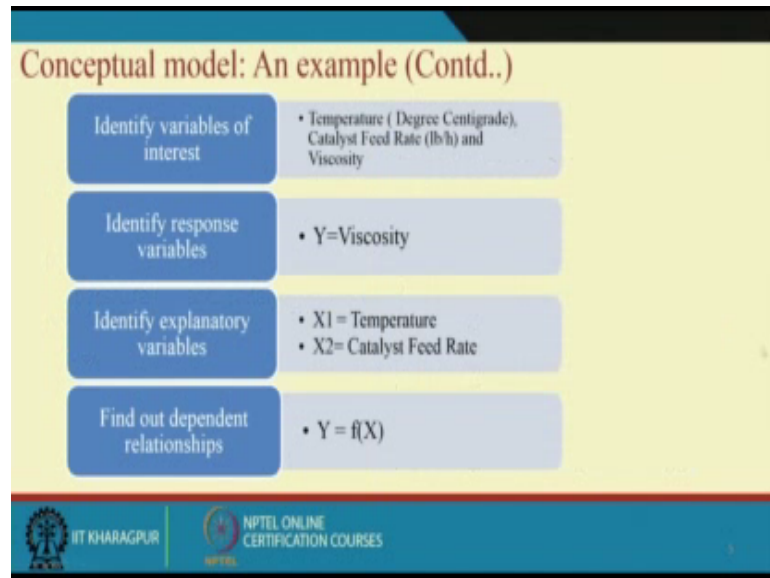 Conceptual model: An example (Contd..)
Identify variables of
interest
• Temperature ( Degree Centigrade),
Catalyst Feed Rate (lb/h) and
Viscosity
Identify response
variables
• Y=Viscosity
Identify explanatory
variables
• X1 = Temperature
• X2= Catalyst Feed Rate
Find out dependent
relationships
• Y = f(X)
IIT KHARAGPUR
NPTEL
NPTEL ONLINE
CERTIFICATION COURSES